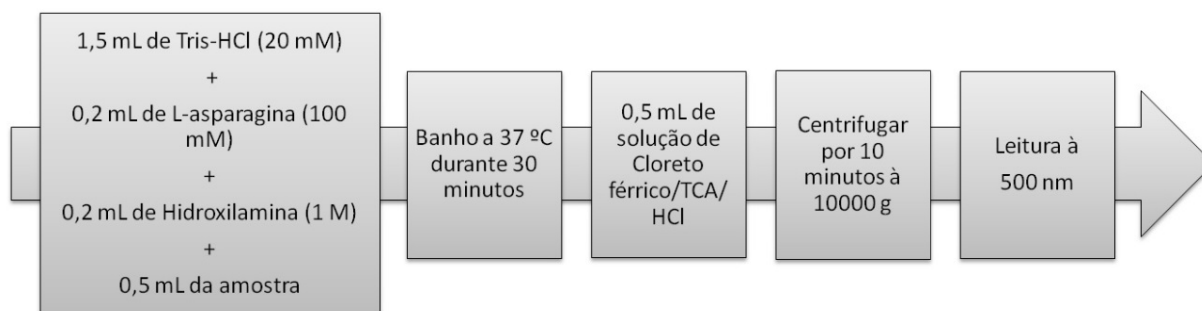 1,5 mL de Tris-HCl (20 mM)
+
0,2 mL de L-asparagina (100
mM)
+
0,2 mL de Hidroxilamina (1 M)
+
0,5 mL da amostra
Banho a 37 ºC
durante 30
minutos
0,5 mL de
solução de
Cloreto
férrico/TCA/
HCl
Centrifugar
por 10
minutos à
10000 g
Leitura à
500 nm